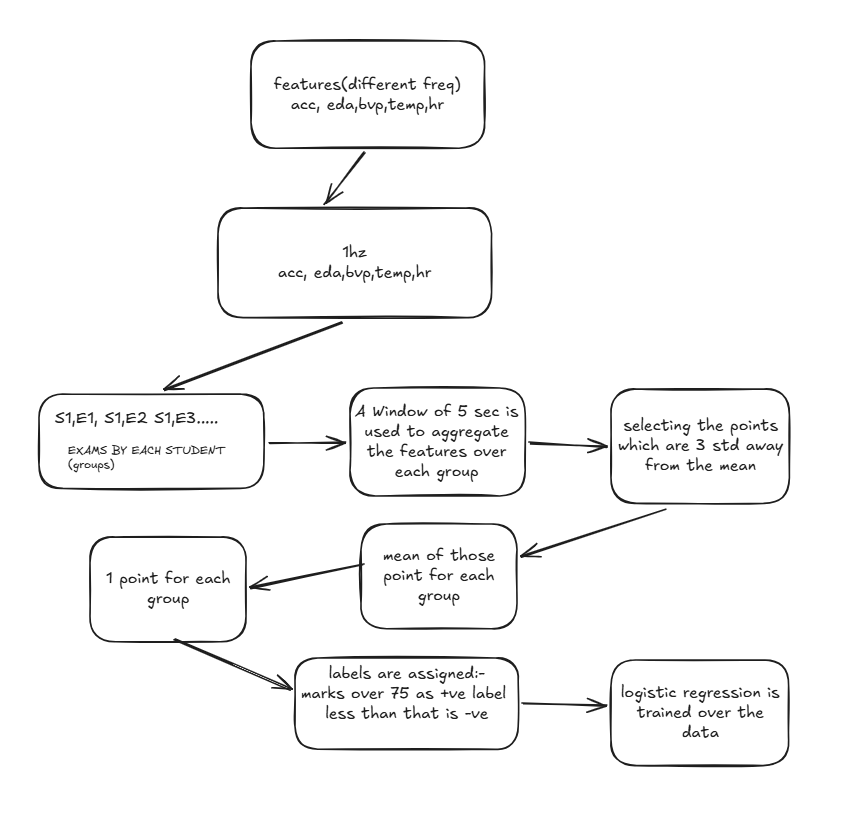 features(different freq)
acc, eda,bvp,temp,hr
1hz
acc, eda,bvp,temp,hr
S1,E1, S1,E2 S1,E3.....
EXAMS BY EACH STUDENT
(groups)
A Window of 5 sec is
used to aggregate
the features over
each group
selecting the points
which are 3 std away
from the mean
mean of those
point for each
group
1 point for each
group
labels are assigned:-
marks over 75 as +ve label
less than that is -ve
logistic regression is
trained over the
data